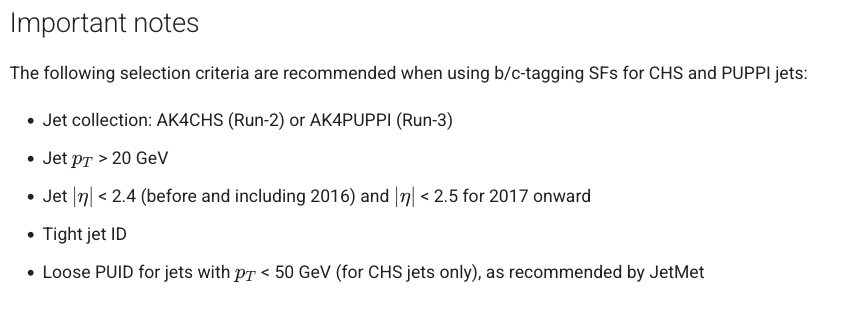 Important notes
The following selection criteria are recommended when using b/c-tagging SFs for CHS and PUPPI jets:
• Jet collection: AK4CHS (Run-2) or AK4PUPPI (Run-3)
• Jet p_T > 20 GeV
• Jet |η| < 2.4 (before and including 2016) and |η| < 2.5 for 2017 onward
• Tight jet ID
• Loose PUID for jets with p_T < 50 GeV (for CHS jets only), as recommended by JetMet